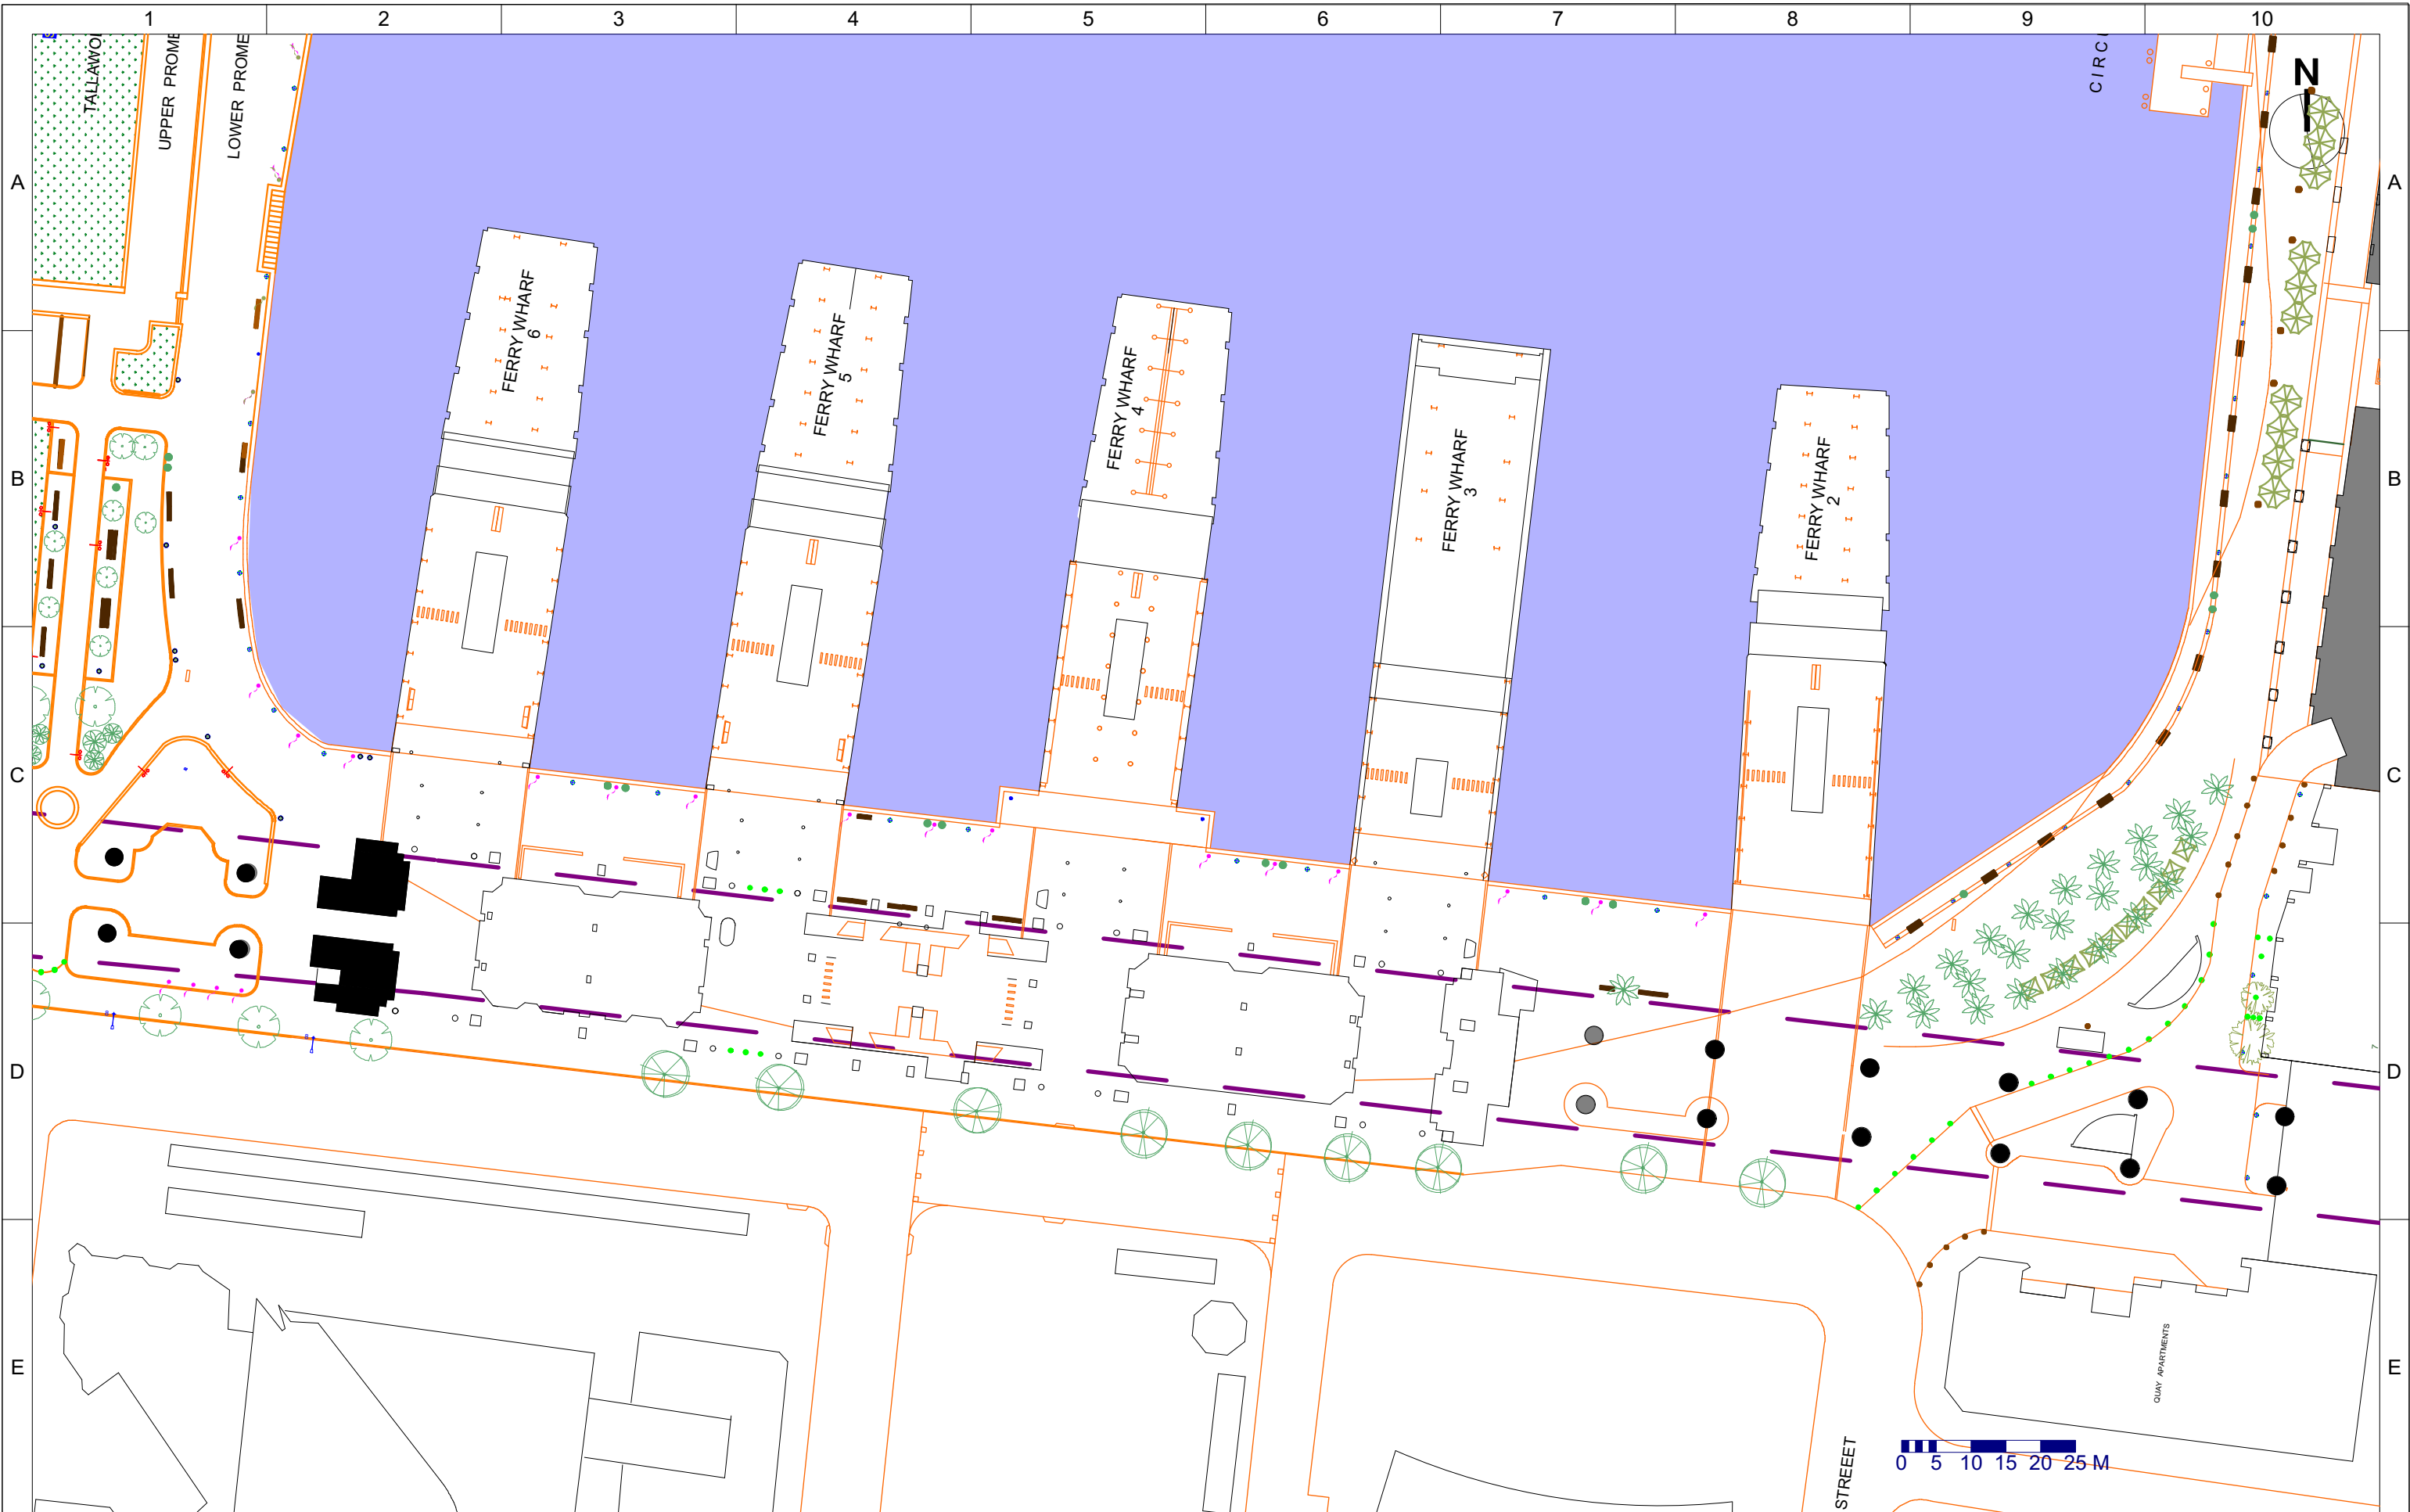 1 2 3 4 5 6 7 8 9 10
TALLAWO
UPPER PROME
LOWER PROME
CIRC
N
A
A
FERRY WHARF
6
FERRY WHARF
5
FERRY WHARF
4
FERRY WHARF
3
FERRY WHARF
2
B
B
C
C
D
D
7
E
E
QUAY APARTMENTS
STREET
0 5 10 15 20 25 M